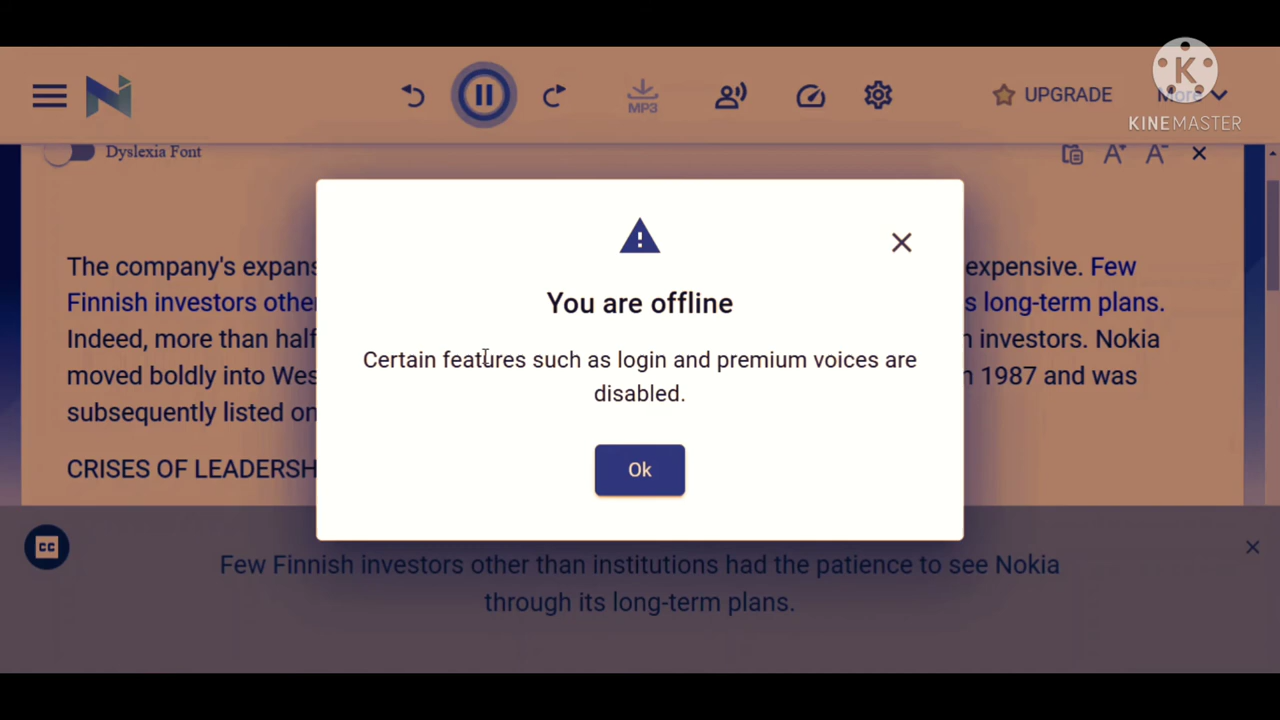 MP3
UPGRADE
More
K
KINEMASTER
Dyslexia Font
A+
A-
The company's expans
expensive. Few
Finnish investors other
s long-term plans.
Indeed, more than half
n investors. Nokia
moved boldly into Wes
n 1987 and was
subsequently listed on
CRISES OF LEADERSH
You are offline
Certain features such as login and premium voices are
disabled.
Ok
CC
Few Finnish investors other than institutions had the patience to see Nokia
through its long-term plans.